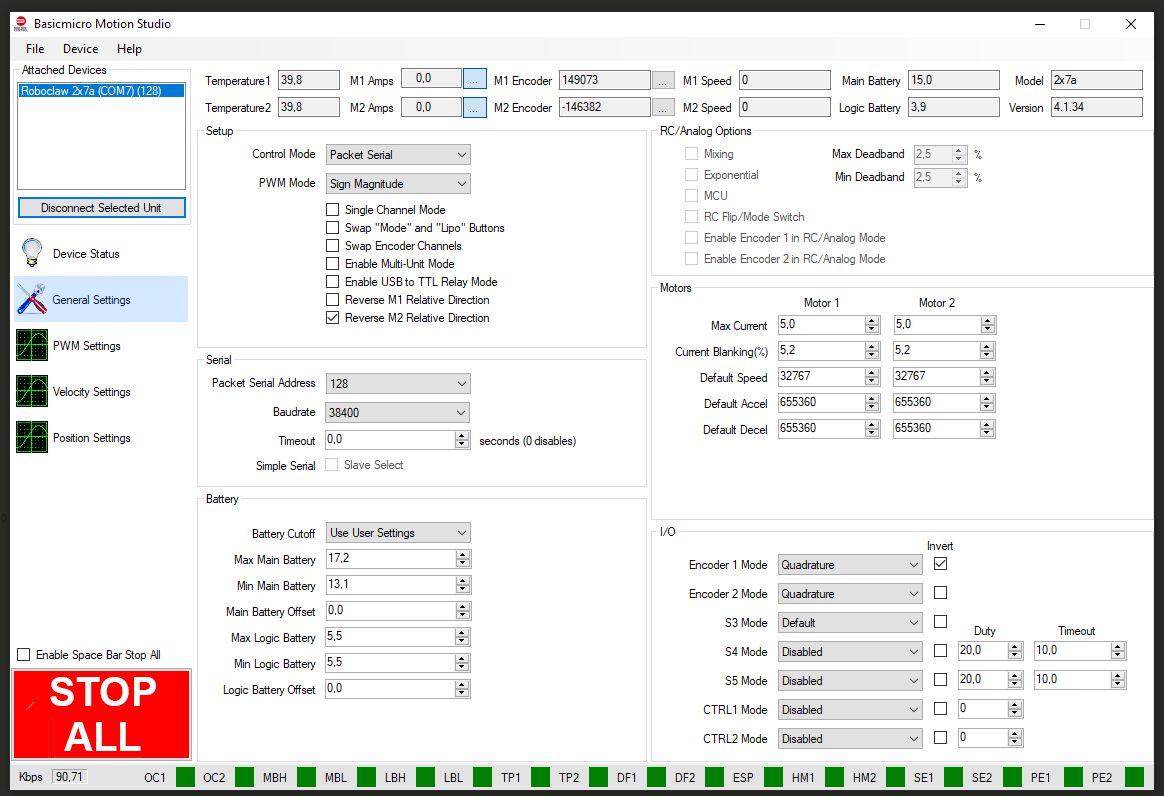 Basicmicro Motion Studio
File Device Help
Attached Devices
Roboclaw 2x7a (COM7) (128)
Disconnect Selected Unit
Device Status
General Settings
PWM Settings
Velocity Settings
Position Settings
Enable Space Bar Stop All
STOP
ALL
Temperature1 39,8 M1 Amps 0,0 ... M1 Encoder 149073 ... M1 Speed 0 Main Battery 15,0 Model 2x7a
Temperature2 39,8 M2 Amps 0,0 ... M2 Encoder -146382 ... M2 Speed 0 Logic Battery 3,9 Version 4.1.34
Setup
Control Mode Packet Serial
PWM Mode Sign Magnitude
Single Channel Mode
Swap "Mode" and "Lipo" Buttons
Swap Encoder Channels
Enable Multi-Unit Mode
Enable USB to TTL Relay Mode
Reverse M1 Relative Direction
Reverse M2 Relative Direction
Serial
Packet Serial Address 128
Baudrate 38400
Timeout 0,0 seconds (0 disables)
Simple Serial Slave Select
Battery
Battery Cutoff Use User Settings
Max Main Battery 17,2
Min Main Battery 13,1
Main Battery Offset 0,0
Max Logic Battery 5,5
Min Logic Battery 5,5
Logic Battery Offset 0,0
RC/Analog Options
Mixing Max Deadband 2,5 %
Exponential Min Deadband 2,5 %
MCU
RC Flip/Mode Switch
Enable Encoder 1 in RC/Analog Mode
Enable Encoder 2 in RC/Analog Mode
Motors
Motor 1 Motor 2
Max Current 5,0 5,0
Current Blanking(%) 5,2 5,2
Default Speed 32767 32767
Default Accel 655360 655360
Default Decel 655360 655360
I/O
Invert
Encoder 1 Mode Quadrature
Encoder 2 Mode Quadrature
S3 Mode Default
Duty Timeout
S4 Mode Disabled 20,0 10,0
S5 Mode Disabled 20,0 10,0
CTRL1 Mode Disabled 0
CTRL2 Mode Disabled 0
Kbps 90,71 OC1 OC2 MBH MBL LBH LBL TP1 TP2 DF1 DF2 ESP HM1 HM2 SE1 SE2 PE1 PE2